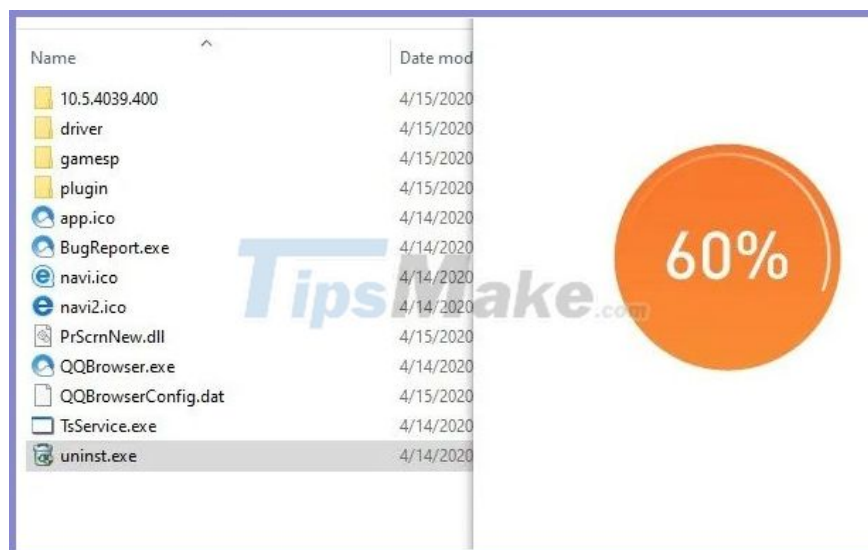 Name Date mod
10.5.4039.400 4/15/2020
driver 4/15/2020
gamesp 4/15/2020
plugin 4/15/2020
app.ico 4/14/2020
BugReport.exe 4/14/2020
navi.ico 4/14/2020
navi2.ico 4/14/2020
PrScrnNew.dll 4/15/2020
QQBrowser.exe 4/14/2020
QQBrowserConfig.dat 4/15/2020
TsService.exe 4/14/2020
uninst.exe 4/14/2020
60%
TipsMake.com